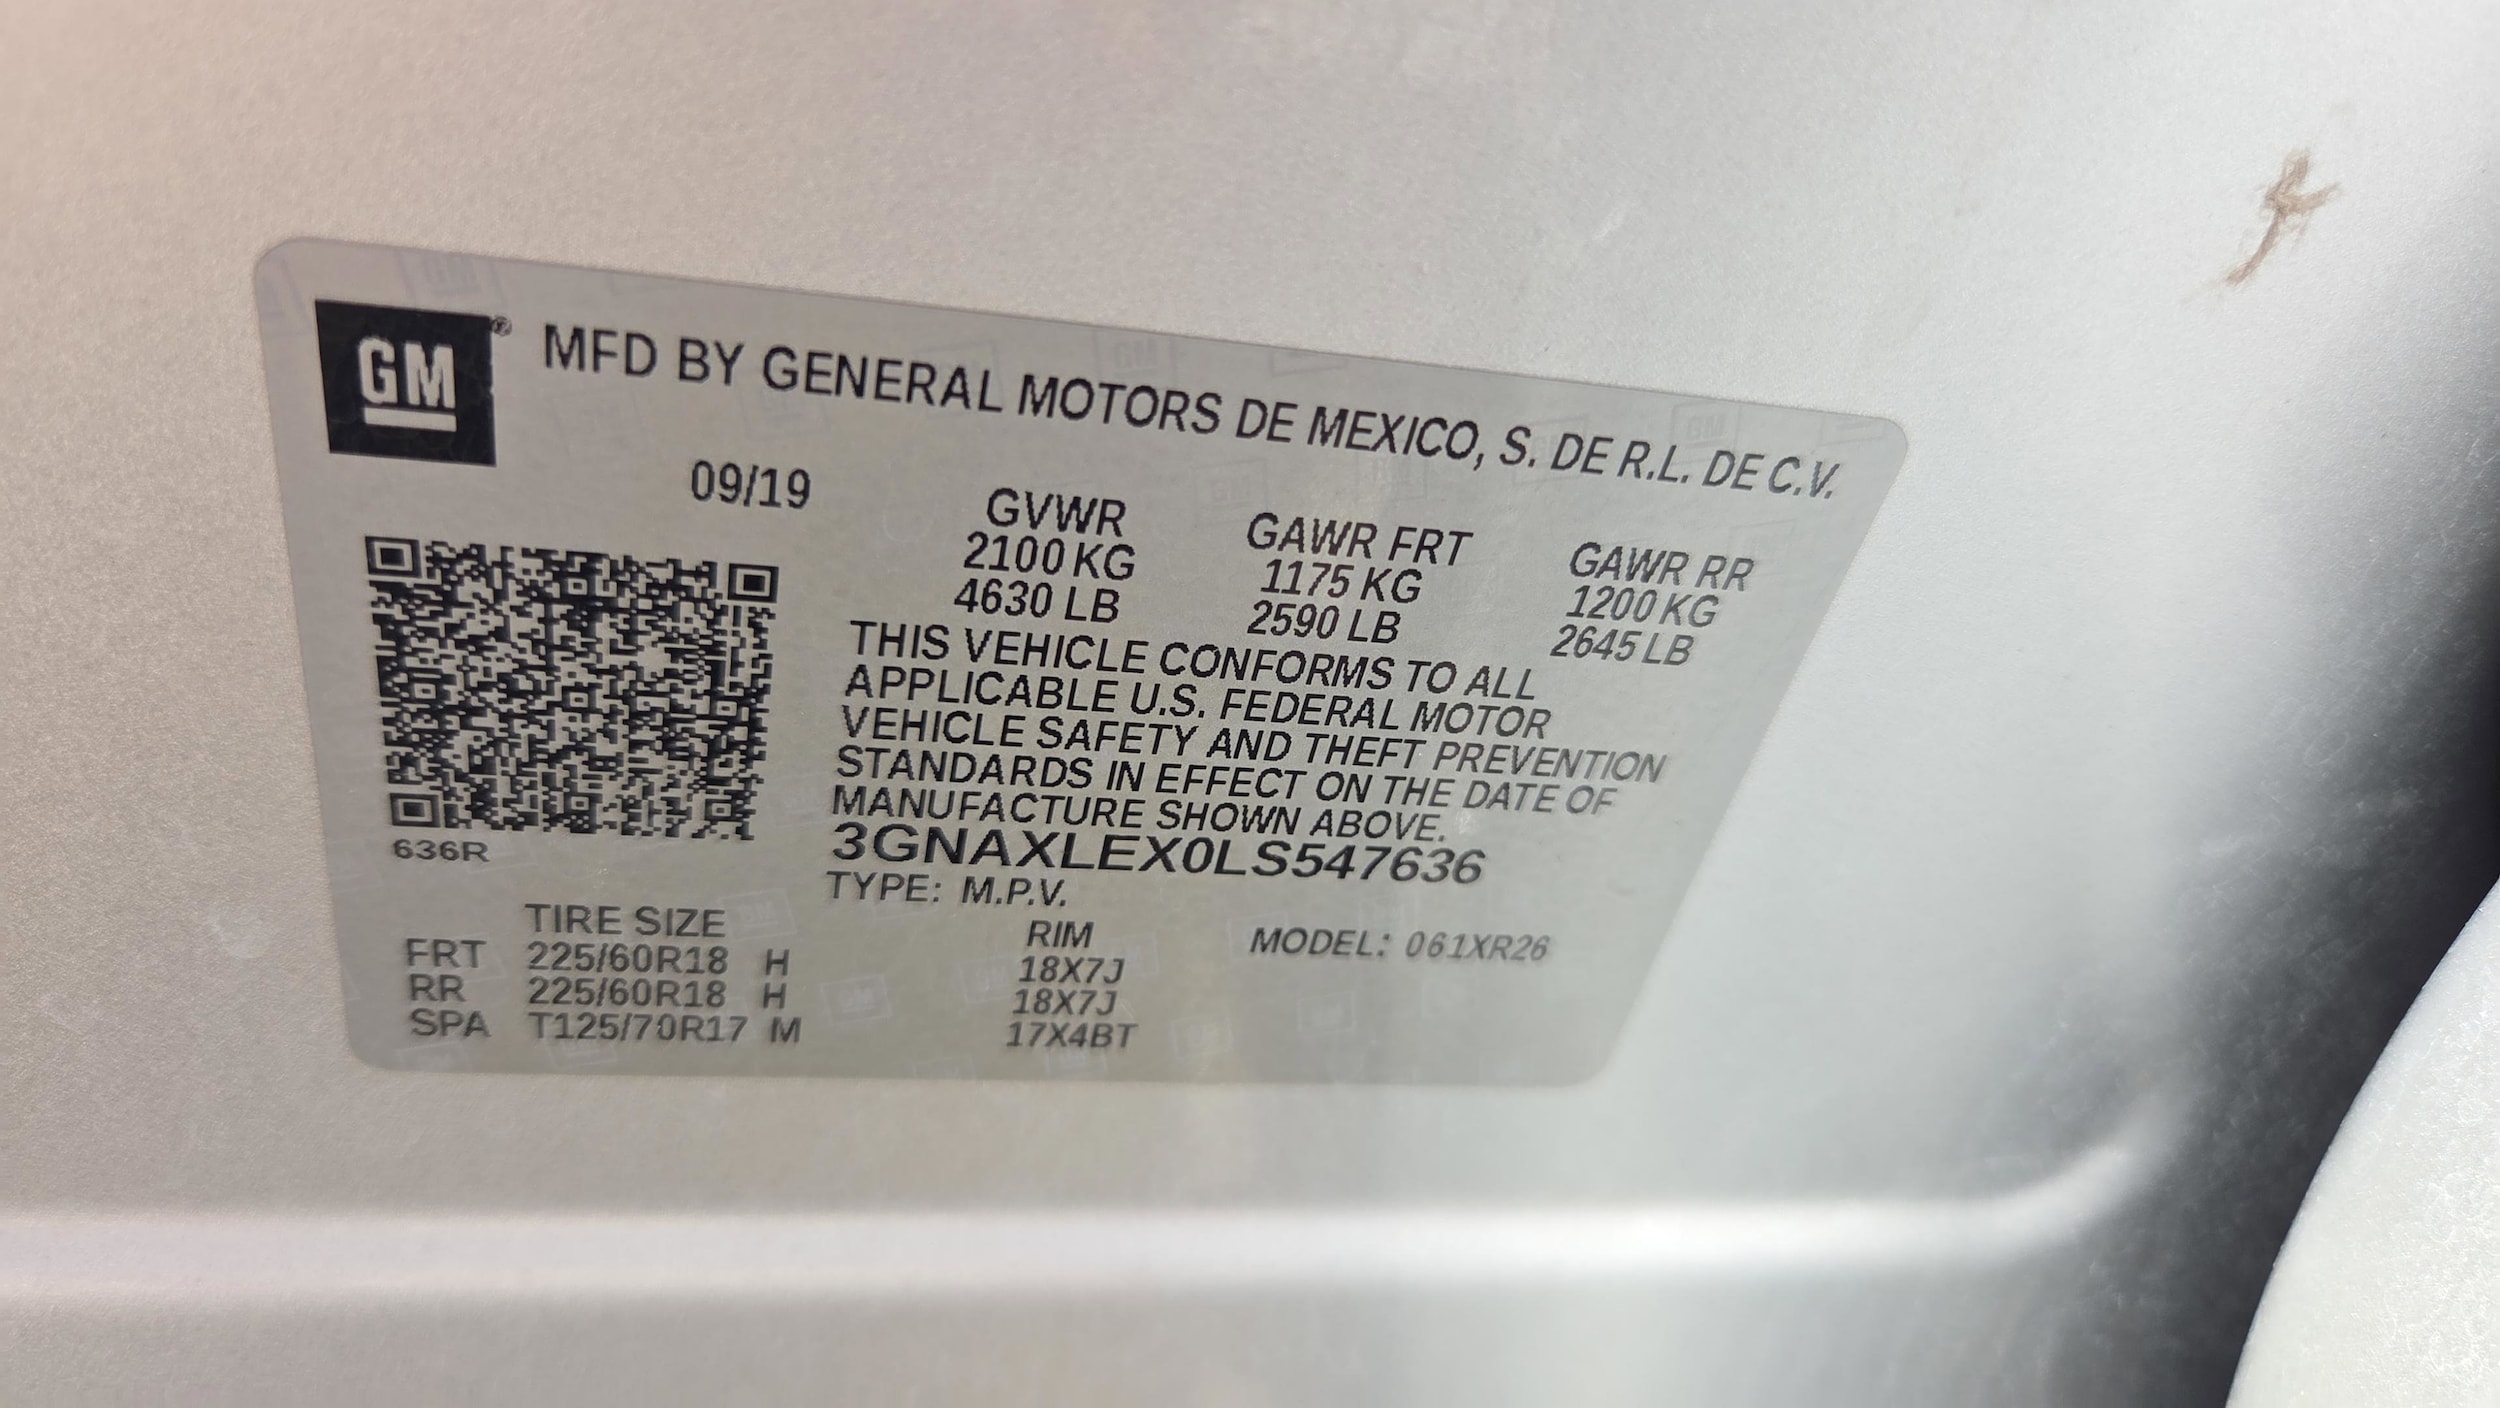 GM®
MFD BY GENERAL MOTORS DE MEXICO, S. DE R.L. DE C.V.
09/19
GVWR GAWR FRT GAWR RR
2100 KG 1175 KG 1200 KG
4630 LB 2590 LB 2645 LB
THIS VEHICLE CONFORMS TO ALL
APPLICABLE U.S. FEDERAL MOTOR
VEHICLE SAFETY AND THEFT PREVENTION
STANDARDS IN EFFECT ON THE DATE OF
MANUFACTURE SHOWN ABOVE.
3GNAXLEX0LS547636
636R
TYPE: M.P.V.
TIRE SIZE RIM MODEL: 061XR26
FRT 225/60R18 H 18X7J
RR 225/60R18 H 18X7J
SPA T125/70R17 M 17X4BT